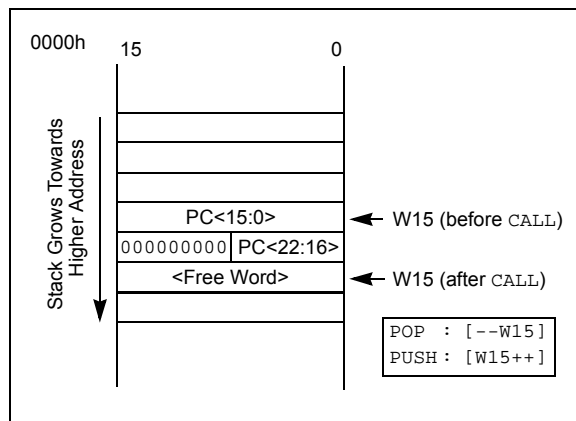 0000h
15 0
Stack Grows Towards
Higher Address
PC<15:0>
W15 (before CALL)
000000000 PC<22:16>
<Free Word>
W15 (after CALL)
POP : [--W15]
PUSH : [W15++]